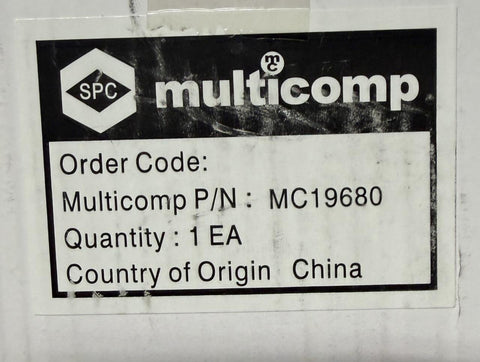 SPC
mc
multicomp
Order Code:
Multicomp P/N : MC19680
Quantity : 1 EA
Country of Origin China